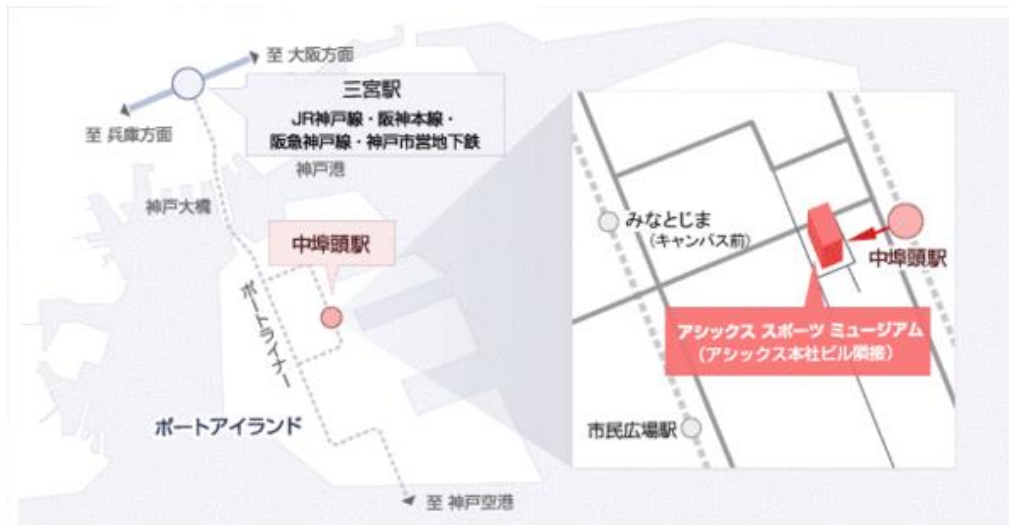 至 大阪方面
三宮駅
JR神戸線・阪神本線・
阪急神戸線・神戸市営地下鉄
至 兵庫方面
神戸港
神戸大橋
中埠頭駅
ポートライナー
ポートアイランド
至 神戸空港
みなとじま
(キャンパス前)
中埠頭駅
アシックス スポーツ ミュージアム
(アシックス本社ビル隣接)
市民広場駅